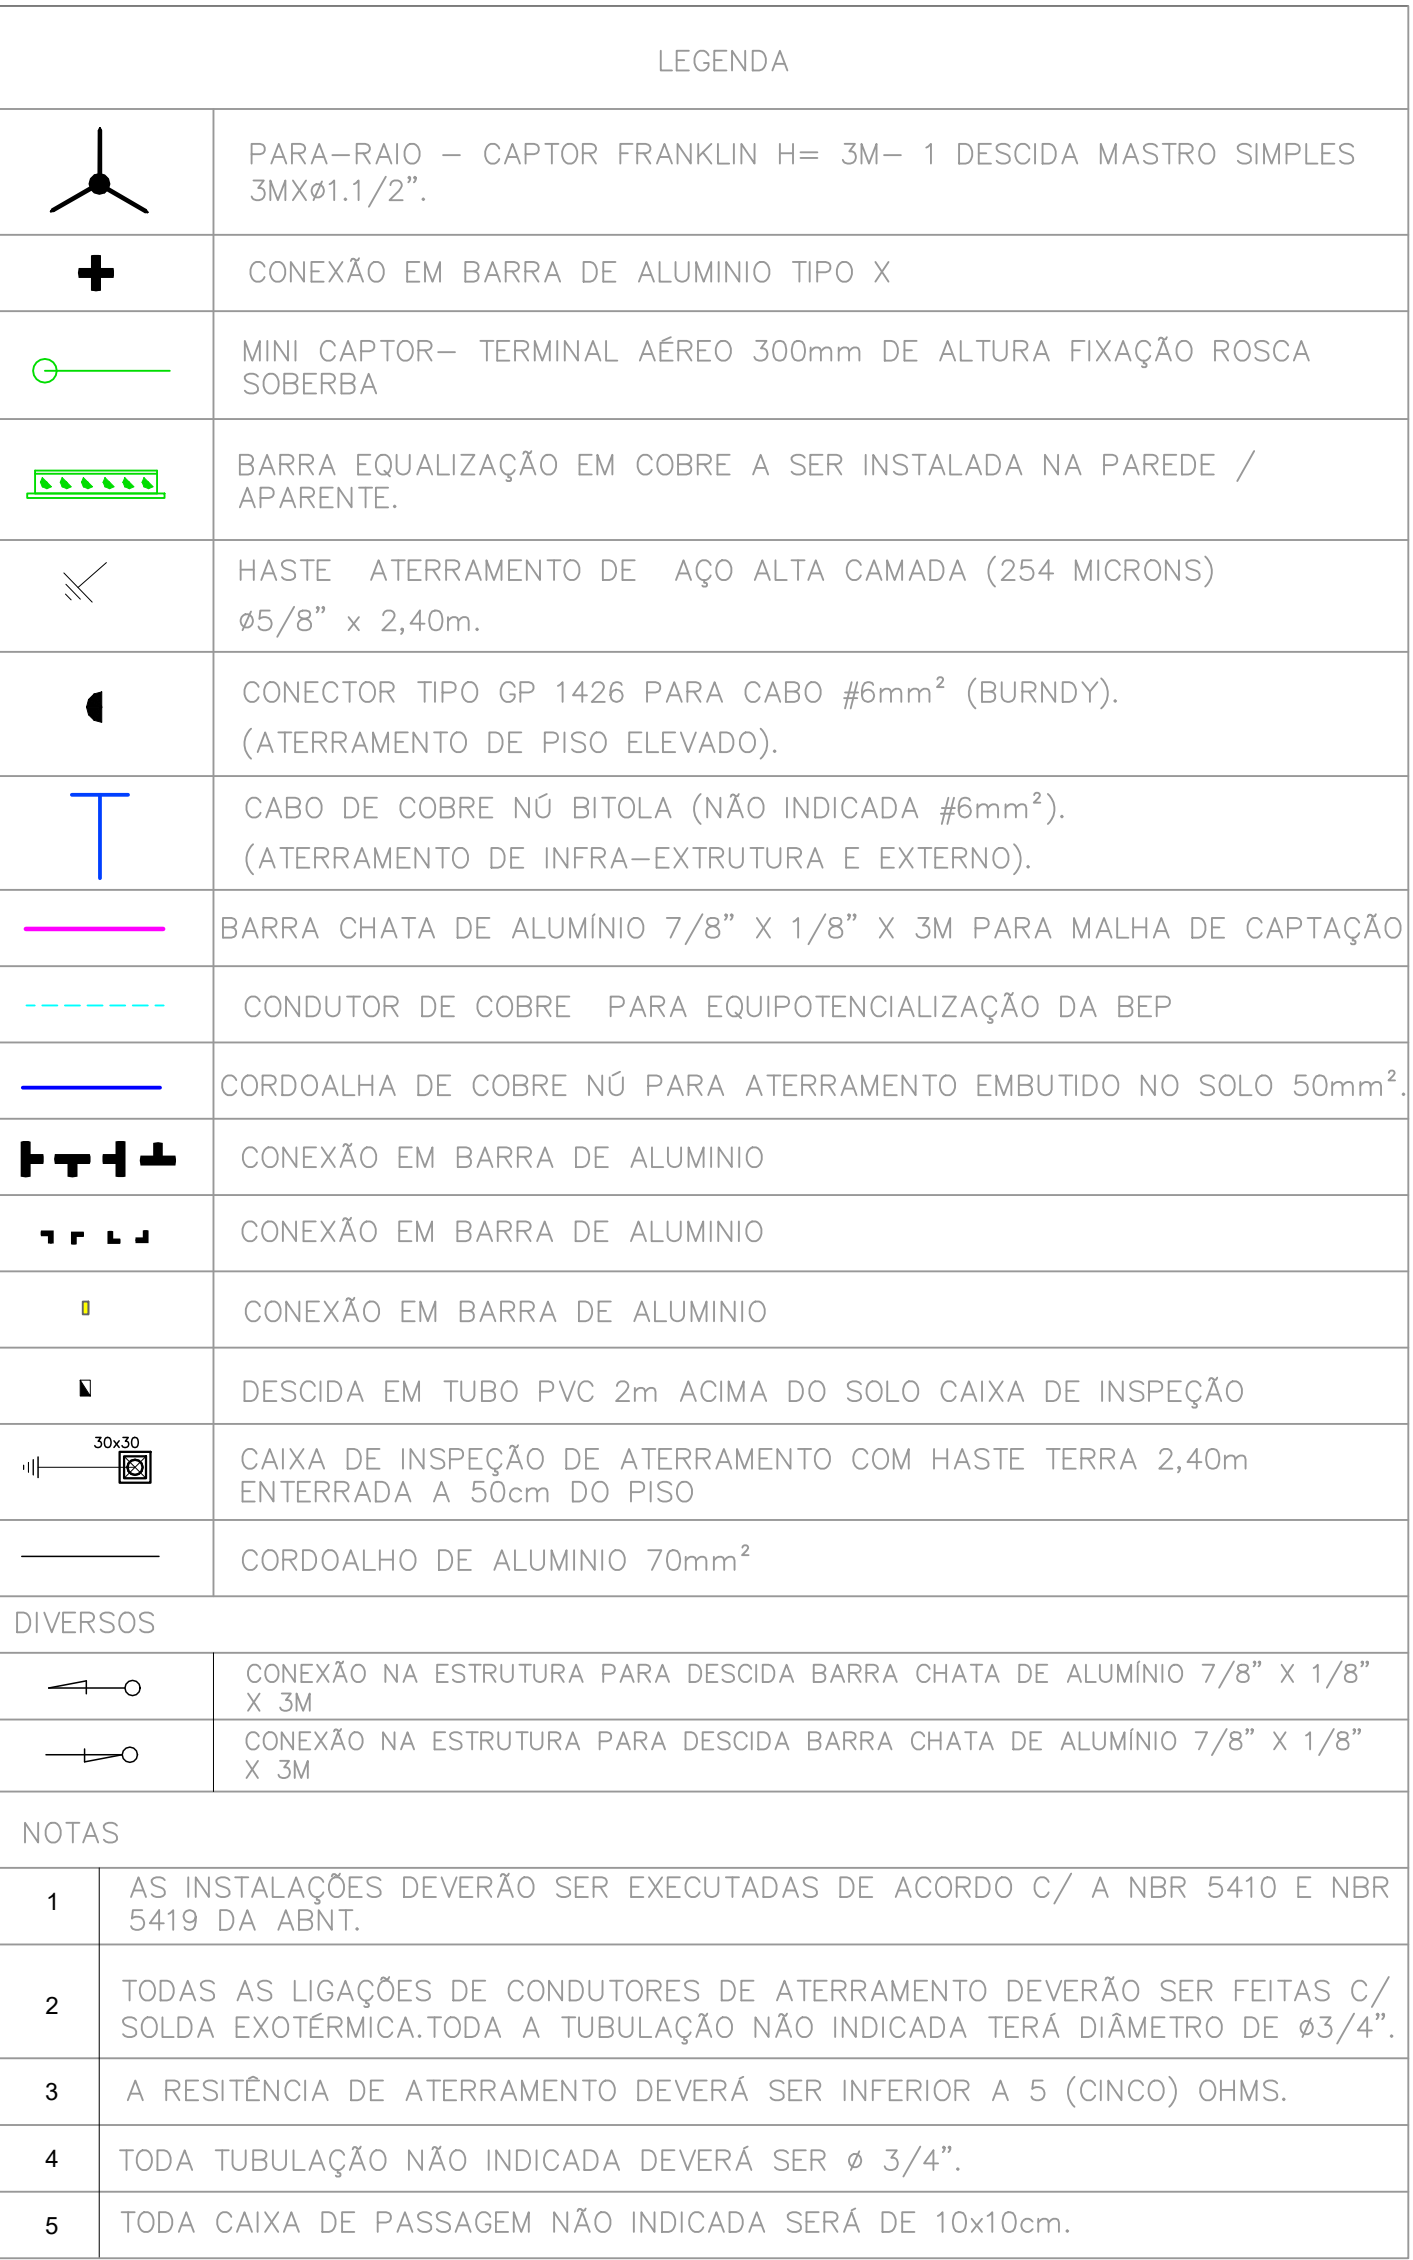 LEGENDA
PARA-RAIO - CAPTOR FRANKLIN H= 3M- 1 DESCIDA MASTRO SIMPLES
3MXø1.1/2".
CONEXÃO EM BARRA DE ALUMINIO TIPO X
MINI CAPTOR- TERMINAL AÉREO 300mm DE ALTURA FIXAÇÃO ROSCA
SOBERBA
BARRA EQUALIZAÇÃO EM COBRE A SER INSTALADA NA PAREDE /
APARENTE.
HASTE ATERRAMENTO DE AÇO ALTA CAMADA (254 MICRONS)
ø5/8" x 2,40m.
CONECTOR TIPO GP 1426 PARA CABO #6mm² (BURNDY).
(ATERRAMENTO DE PISO ELEVADO).
CABO DE COBRE NÚ BITOLA (NÃO INDICADA #6mm²).
(ATERRAMENTO DE INFRA-EXTRUTURA E EXTERNO).
BARRA CHATA DE ALUMÍNIO 7/8" X 1/8" X 3M PARA MALHA DE CAPTAÇÃO
CONDUTOR DE COBRE PARA EQUIPOTENCIALIZAÇÃO DA BEP
CORDOALHA DE COBRE NÚ PARA ATERRAMENTO EMBUTIDO NO SOLO 50mm².
CONEXÃO EM BARRA DE ALUMINIO
CONEXÃO EM BARRA DE ALUMINIO
CONEXÃO EM BARRA DE ALUMINIO
DESCIDA EM TUBO PVC 2m ACIMA DO SOLO CAIXA DE INSPEÇÃO
30x30
CAIXA DE INSPEÇÃO DE ATERRAMENTO COM HASTE TERRA 2,40m
ENTERRADA A 50cm DO PISO
CORDOALHO DE ALUMINIO 70mm²
DIVERSOS
CONEXÃO NA ESTRUTURA PARA DESCIDA BARRA CHATA DE ALUMÍNIO 7/8" X 1/8"
X 3M
CONEXÃO NA ESTRUTURA PARA DESCIDA BARRA CHATA DE ALUMÍNIO 7/8" X 1/8"
X 3M
NOTAS
1 AS INSTALAÇÕES DEVERÃO SER EXECUTADAS DE ACORDO C/ A NBR 5410 E NBR
5419 DA ABNT.
2 TODAS AS LIGAÇÕES DE CONDUTORES DE ATERRAMENTO DEVERÃO SER FEITAS C/
SOLDA EXOTÉRMICA.TODA A TUBULAÇÃO NÃO INDICADA TERÁ DIÂMETRO DE ø3/4".
3 A RESITÊNCIA DE ATERRAMENTO DEVERÁ SER INFERIOR A 5 (CINCO) OHMS.
4 TODA TUBULAÇÃO NÃO INDICADA DEVERÁ SER ø 3/4".
5 TODA CAIXA DE PASSAGEM NÃO INDICADA SERÁ DE 10x10cm.